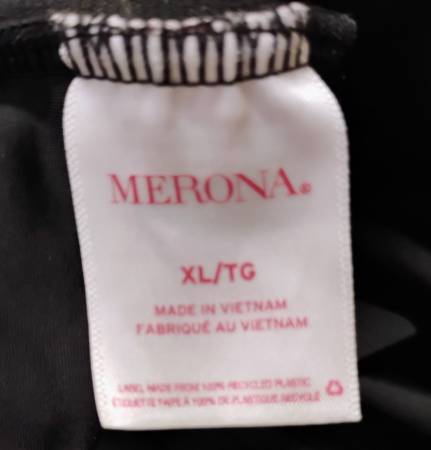 MERONA®
XL/TG
MADE IN VIETNAM
FABRIQUÉ AU VIETNAM
LABEL MADE FROM 100% RECYCLED PLASTIC
ÉTIQUETTE FAITE À 100% DE PLASTIQUE RECYCLÉ